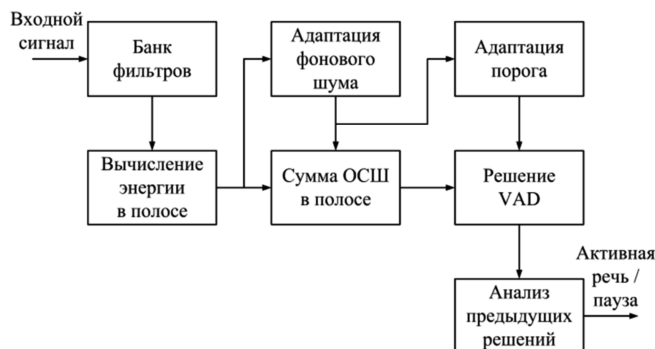 Входной
сигнал
Банк
фильтров
Адаптация
фонового
шума
Адаптация
порога
Вычисление
энергии
в полосе
Сумма ОСШ
в полосе
Решение
VAD
Активная
речь /
пауза
Анализ
предыдущих
решений